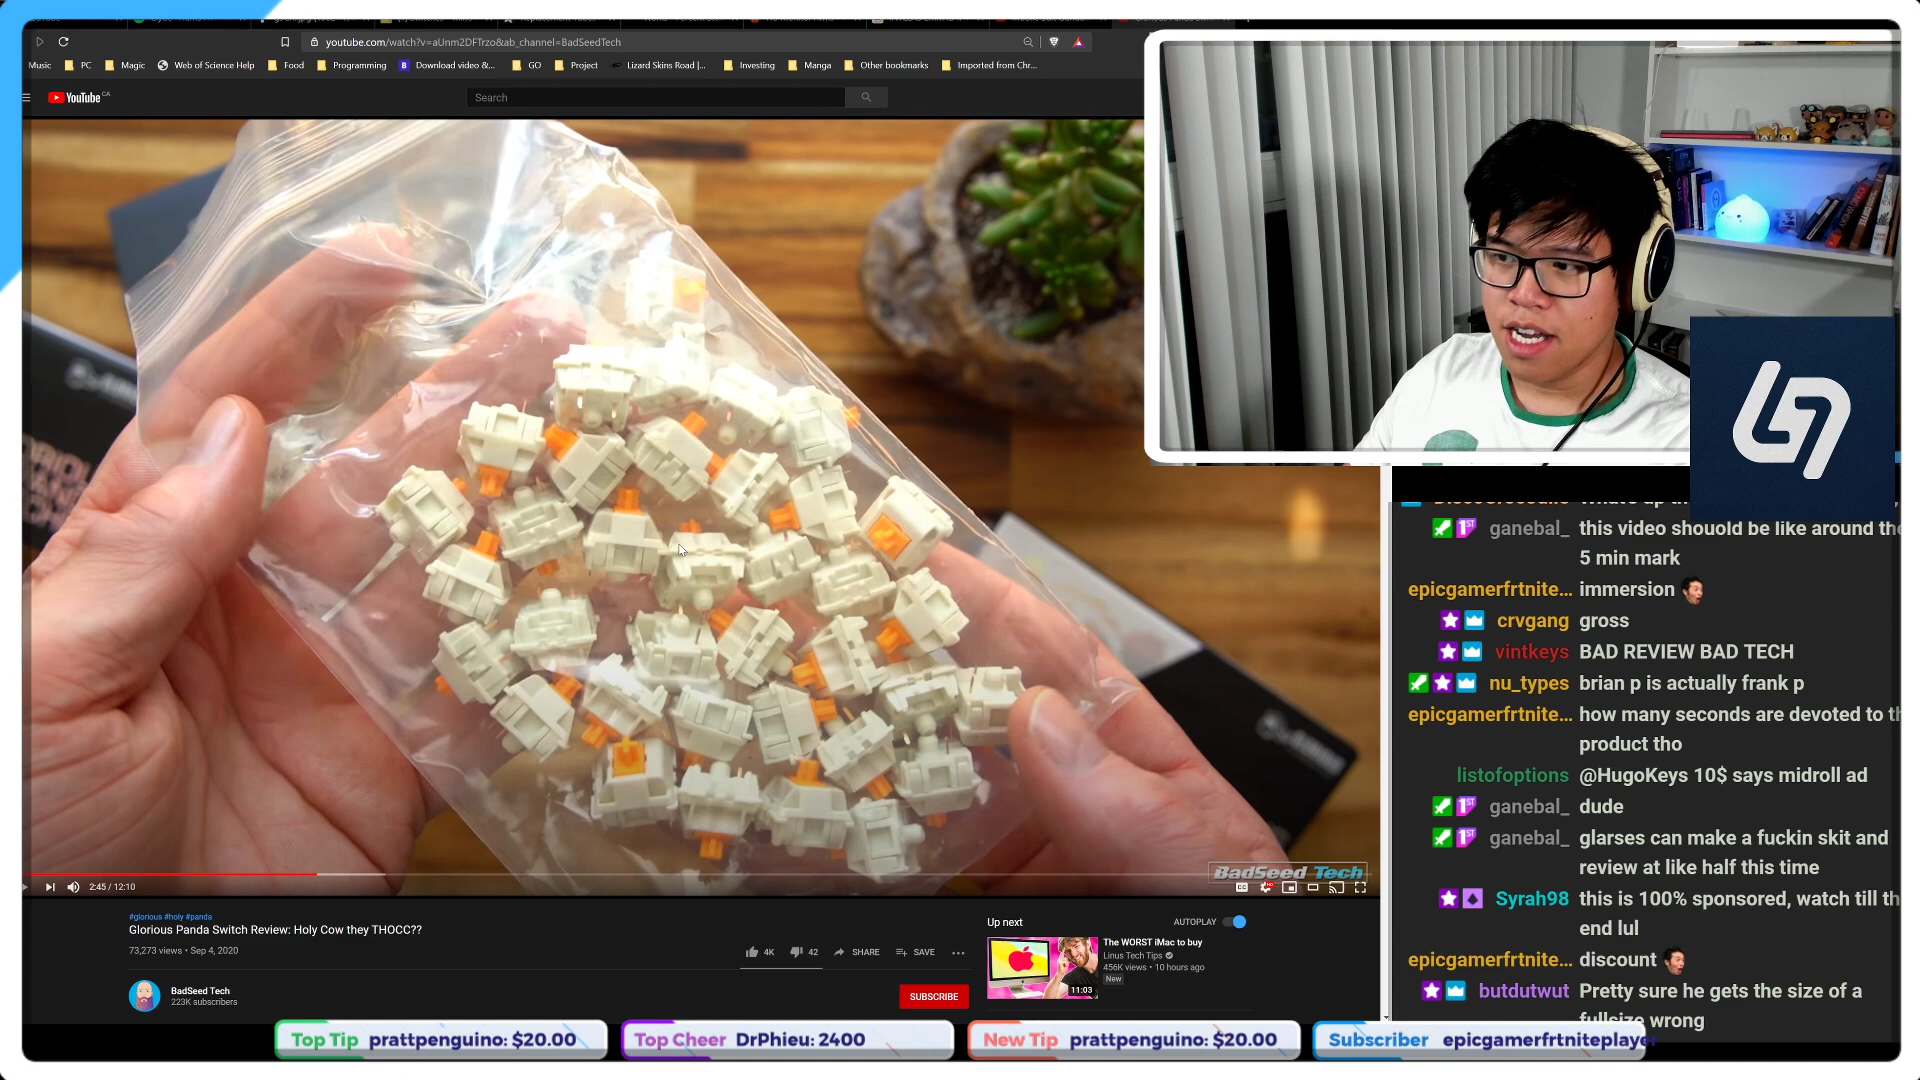 youtube.com/watch?v=aUnm2DFTrzo&ab_channel=BadSeedTech
Music PC Magic Web of Science Help Food Programming Download video &... GO Project Lizard Skins Road |... Investing Manga Other bookmarks Imported from Chr...
YouTube CA
Search
BadSeed Tech
2:45 / 12:10
#glorious #holy #panda
Glorious Panda Switch Review: Holy Cow they THOCC??
73,273 views • Sep 4, 2020
4K 42 SHARE SAVE
BadSeed Tech
223K subscribers
SUBSCRIBE
Up next AUTOPLAY
The WORST iMac to buy
Linus Tech Tips
456K views • 10 hours ago
New
11:03
ganebal_ this video shouold be like around the
5 min mark
epicgamerfrtnite... immersion
crvgang gross
vintkeys BAD REVIEW BAD TECH
nu_types brian p is actually frank p
epicgamerfrtnite... how many seconds are devoted to th
product tho
listofoptions @HugoKeys 10$ says midroll ad
ganebal_ dude
ganebal_ glarses can make a fuckin skit and
review at like half this time
Syrah98 this is 100% sponsored, watch till th
end lul
epicgamerfrtnite... discount
butdutwut Pretty sure he gets the size of a
fullsize wrong
Top Tip prattpenguino: $20.00
Top Cheer DrPhieu: 2400
New Tip prattpenguino: $20.00
Subscriber epicgamerfrtniteplayer